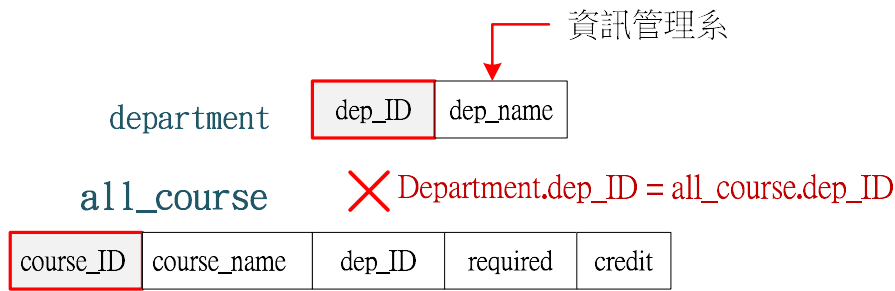 資訊管理系
department dep_ID dep_name
all_course Department.dep_ID = all_course.dep_ID
course_ID course_name dep_ID required credit